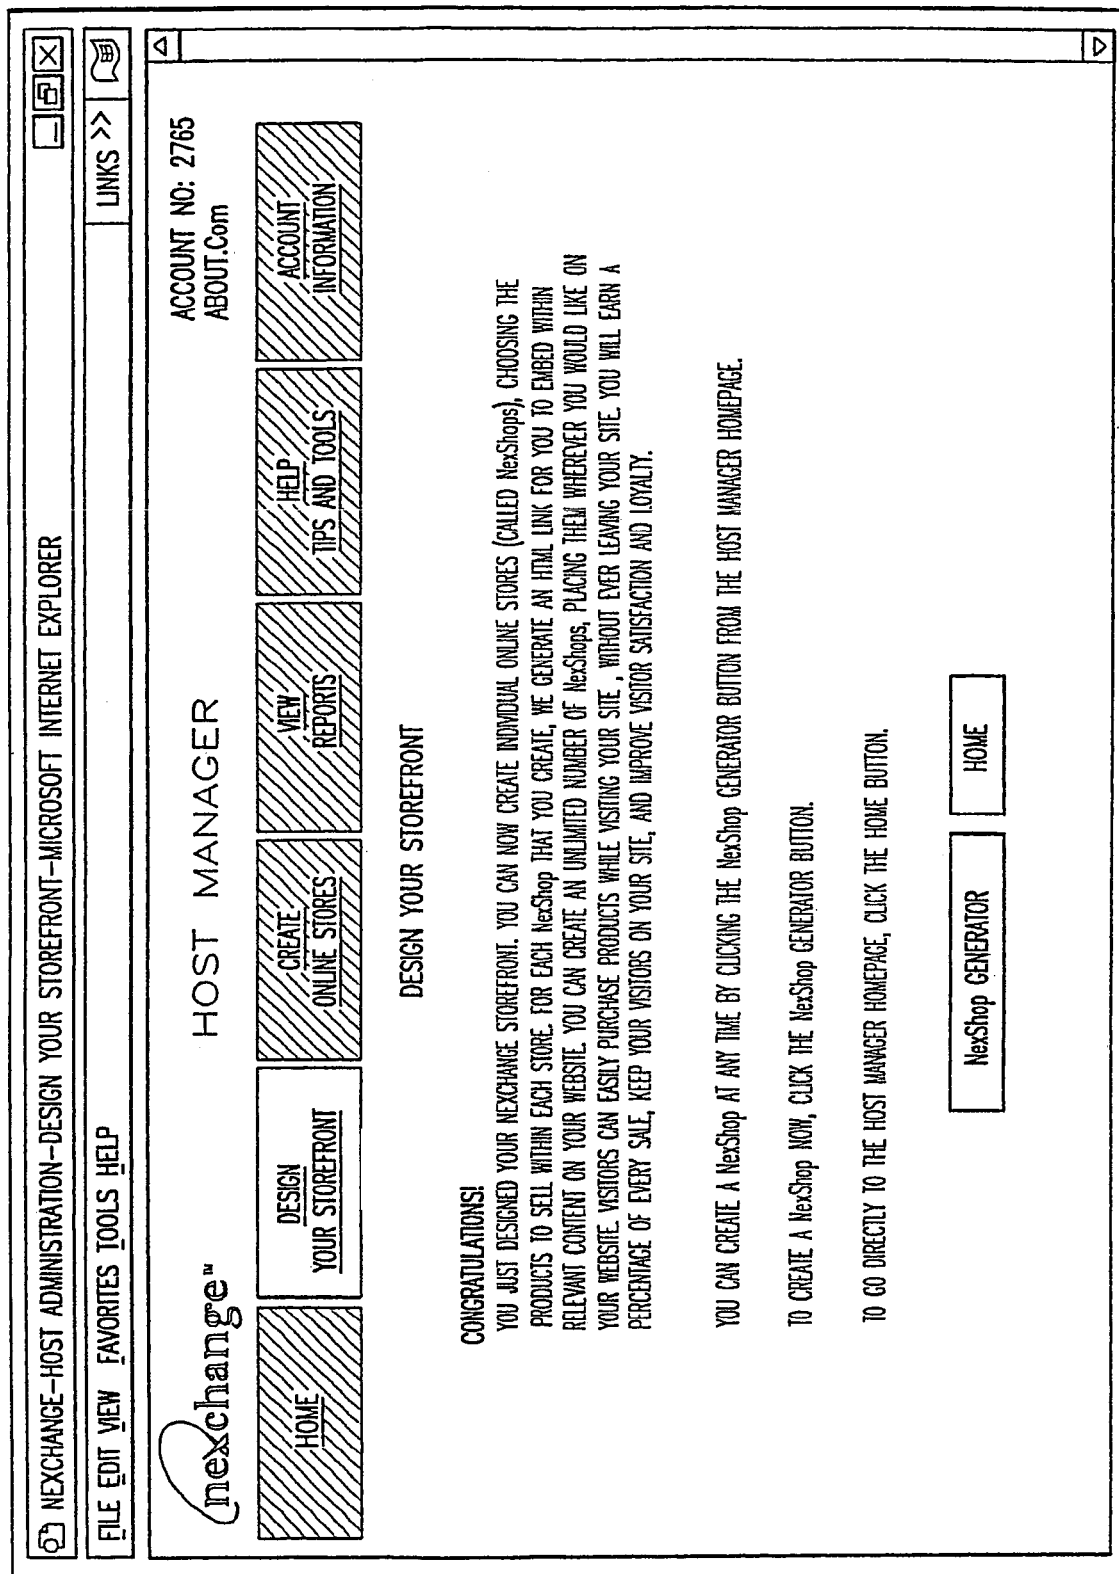 NEXCHANGE-HOST ADMINISTRATION-DESIGN YOUR STOREFRONT-MICROSOFT INTERNET EXPLORER
FILE EDIT VIEW FAVORITES TOOLS HELP
LINKS >>
nexchange™
HOST MANAGER
ACCOUNT NO: 2765
ABOUT.Com
HOME
DESIGN
YOUR STOREFRONT
CREATE
ONLINE STORES
VIEW
REPORTS
HELP
TIPS AND TOOLS
ACCOUNT
INFORMATION
DESIGN YOUR STOREFRONT
CONGRATULATIONS!
YOU JUST DESIGNED YOUR NEXCHANGE STOREFRONT. YOU CAN NOW CREATE INDIVIDUAL ONLINE STORES (CALLED NexShops), CHOOSING THE
PRODUCTS TO SELL WITHIN EACH STORE. FOR EACH NexShop THAT YOU CREATE, WE GENERATE AN HTML LINK FOR YOU TO EMBED WITHIN
RELEVANT CONTENT ON YOUR WEBSITE. YOU CAN CREATE AN UNLIMITED NUMBER OF NexShops, PLACING THEM WHEREVER YOU WOULD LIKE ON
YOUR WEBSITE. VISITORS CAN EASILY PURCHASE PRODUCTS WHILE VISITING YOUR SITE , WITHOUT EVER LEAVING YOUR SITE. YOU WILL EARN A
PERCENTAGE OF EVERY SALE, KEEP YOUR VISITORS ON YOUR SITE, AND IMPROVE VISITOR SATISFACTION AND LOYALTY.
YOU CAN CREATE A NexShop AT ANY TIME BY CLICKING THE NexShop GENERATOR BUTTON FROM THE HOST MANAGER HOMEPAGE.
TO CREATE A NexShop NOW, CLICK THE NexShop GENERATOR BUTTON.
TO GO DIRECTLY TO THE HOST MANAGER HOMEPAGE, CLICK THE HOME BUTTON.
NexShop GENERATOR
HOME